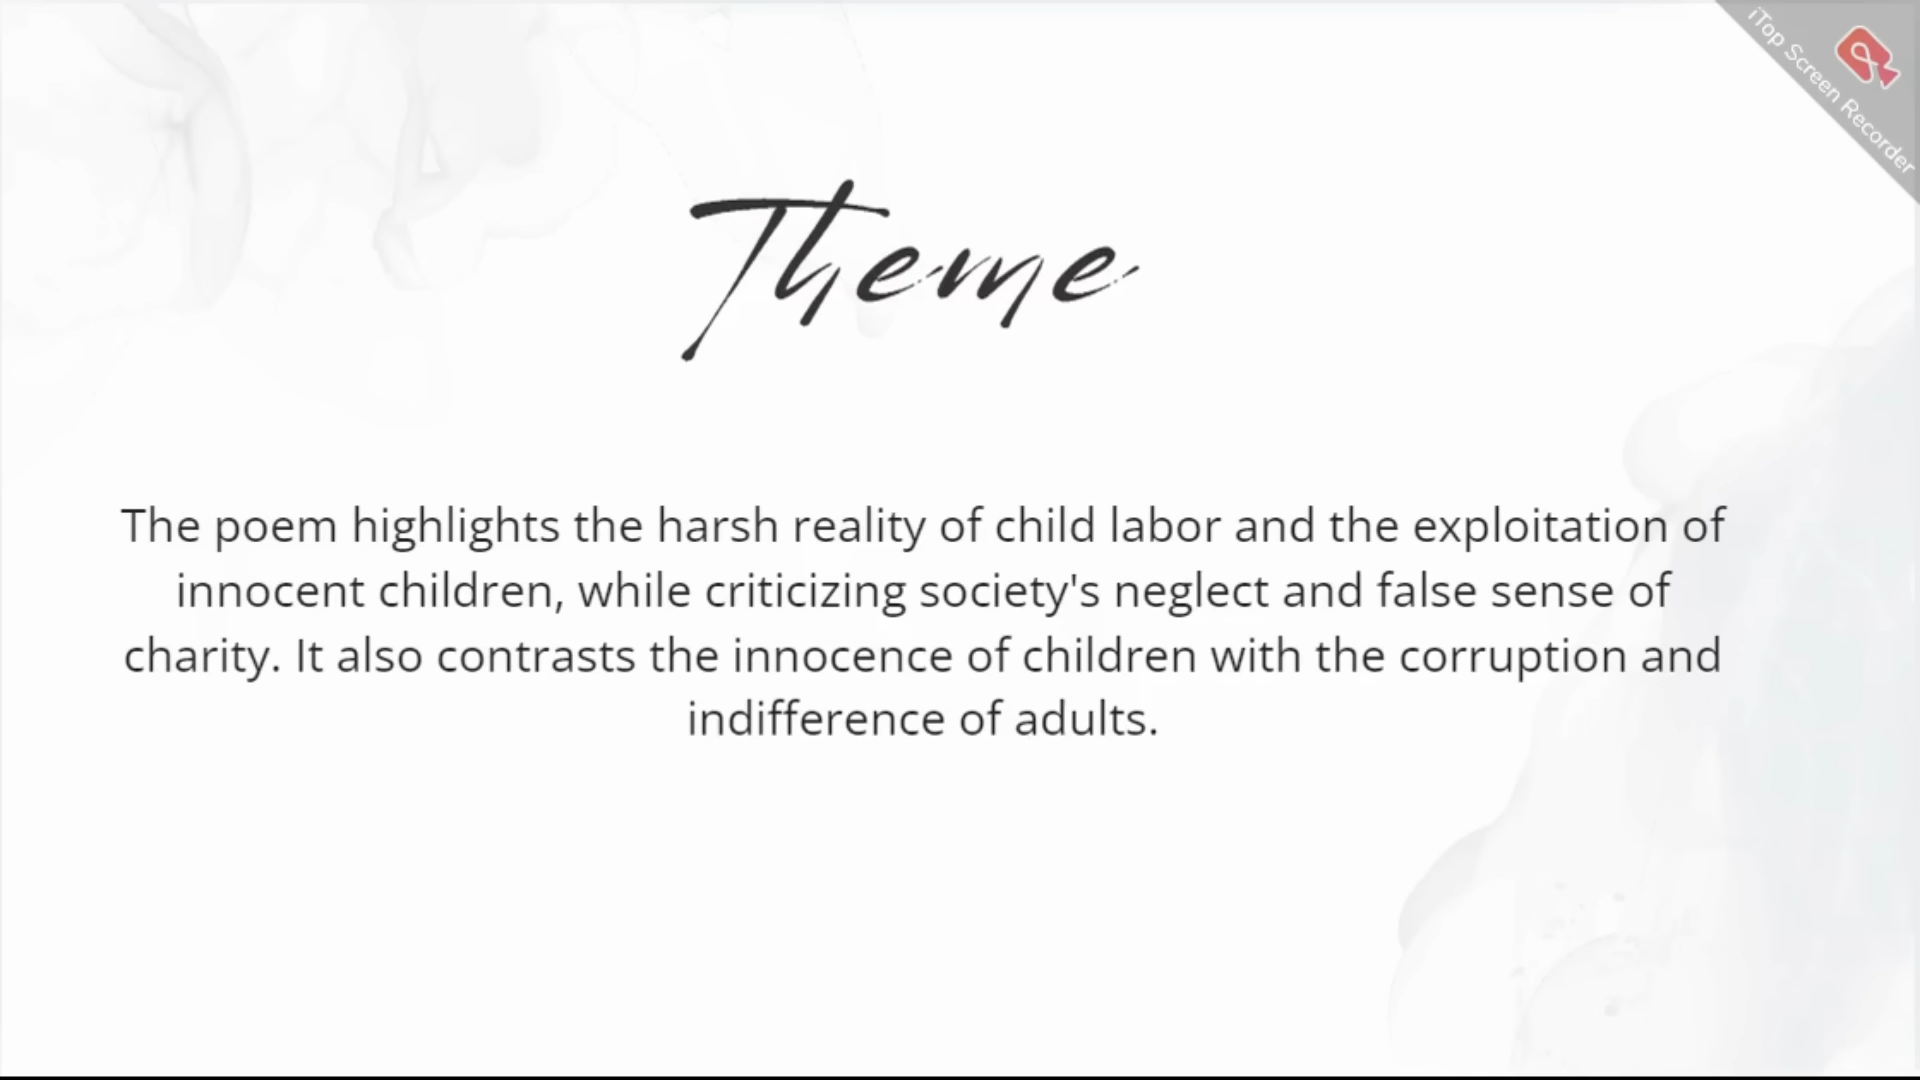 iTop Screen Recorder
Theme
The poem highlights the harsh reality of child labor and the exploitation of
innocent children, while criticizing society's neglect and false sense of
charity. It also contrasts the innocence of children with the corruption and
indifference of adults.